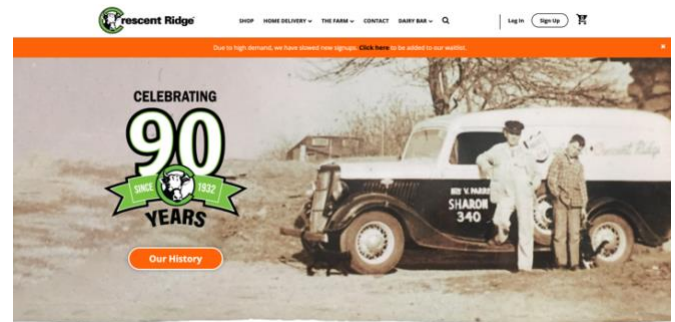 Crescent Ridge
SHOP HOME DELIVERY THE FARM CONTACT DAIRY BAR Log In Sign Up
Due to high demand, we have slowed new signups. Click here to be added to our waitlist.
CELEBRATING
90
SINCE 1932
YEARS
Our History
Crescent Ridge
SHARON
340